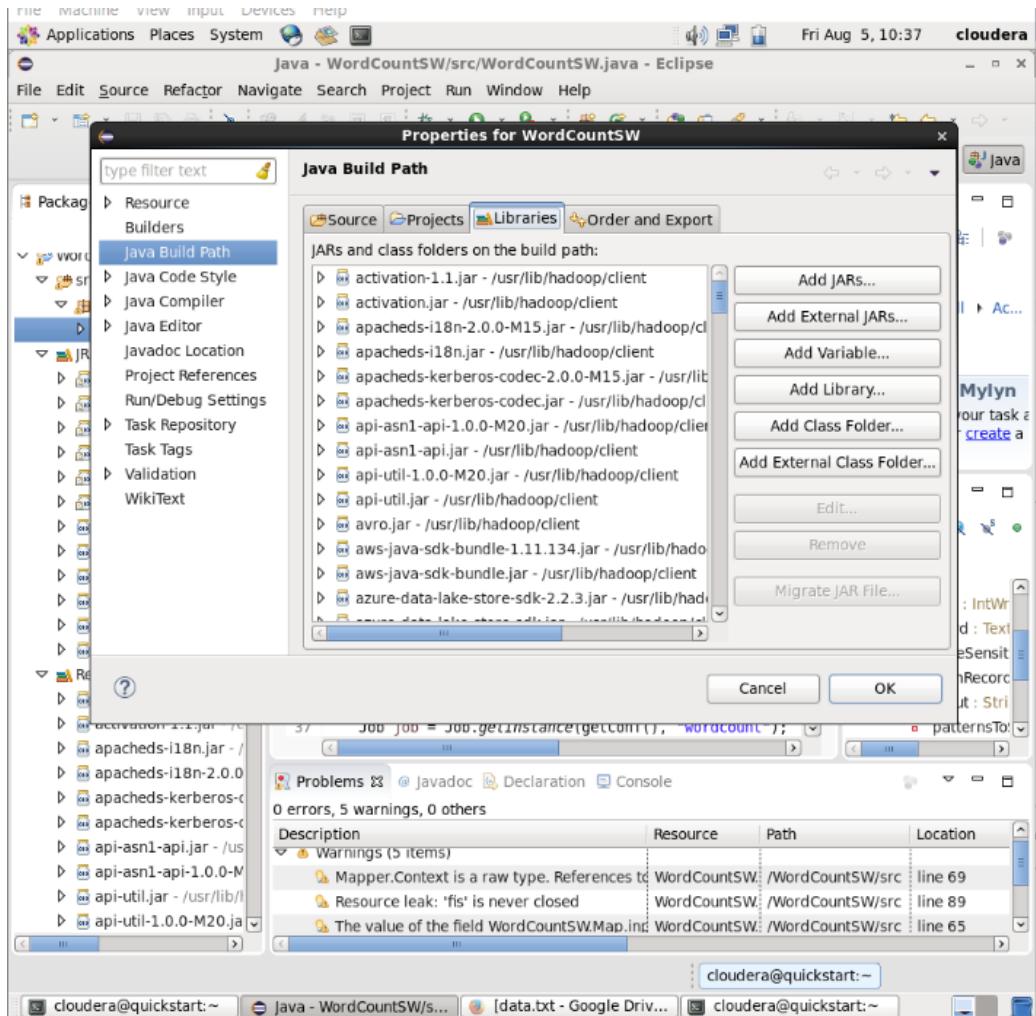 File Machine View Input Devices Help
Applications Places System Fri Aug 5, 10:37 cloudera
Java - WordCountSW/src/WordCountSW.java - Eclipse
File Edit Source Refactor Navigate Search Project Run Window Help
Properties for WordCountSW
type filter text
Resource
Builders
Java Build Path
Java Code Style
Java Compiler
Java Editor
Javadoc Location
Project References
Run/Debug Settings
Task Repository
Task Tags
Validation
WikiText
Java Build Path
Source Projects Libraries Order and Export
JARs and class folders on the build path:
activation-1.1.jar - /usr/lib/hadoop/client
activation.jar - /usr/lib/hadoop/client
apacheds-i18n-2.0.0-M15.jar - /usr/lib/hadoop/cl
apacheds-i18n.jar - /usr/lib/hadoop/client
apacheds-kerberos-codec-2.0.0-M15.jar - /usr/lib
apacheds-kerberos-codec.jar - /usr/lib/hadoop/cl
api-asn1-api-1.0.0-M20.jar - /usr/lib/hadoop/clier
api-asn1-api.jar - /usr/lib/hadoop/client
api-util-1.0.0-M20.jar - /usr/lib/hadoop/client
api-util.jar - /usr/lib/hadoop/client
avro.jar - /usr/lib/hadoop/client
aws-java-sdk-bundle-1.11.134.jar - /usr/lib/hado
aws-java-sdk-bundle.jar - /usr/lib/hadoop/client
azure-data-lake-store-sdk-2.2.3.jar - /usr/lib/had
Add JARs...
Add External JARs...
Add Variable...
Add Library...
Add Class Folder...
Add External Class Folder...
Edit...
Remove
Migrate JAR File...
Cancel OK
Java
Packag
Wor
sr
JR
Re
Ac...
Mylyn
your task a
create a
: IntWr
d : Text
eSensit
nRecord
ut : Stri
patternsTo
activation-1.1.jar
apacheds-i18n.jar - /
apacheds-i18n-2.0.0
apacheds-kerberos-c
apacheds-kerberos-c
api-asn1-api.jar - /us
api-asn1-api-1.0.0-M
api-util.jar - /usr/lib/h
api-util-1.0.0-M20.ja
37 Job job = Job.getInstance(getConf(), "wordcount");
Problems Javadoc Declaration Console
0 errors, 5 warnings, 0 others
Description Resource Path Location
Warnings (5 items)
Mapper.Context is a raw type. References to WordCountSW. /WordCountSW/src line 69
Resource leak: 'fis' is never closed WordCountSW. /WordCountSW/src line 89
The value of the field WordCountSW.Map.inp WordCountSW. /WordCountSW/src line 65
cloudera@quickstart:~
cloudera@quickstart:~ Java - WordCountSW/s... [data.txt - Google Driv... cloudera@quickstart:~